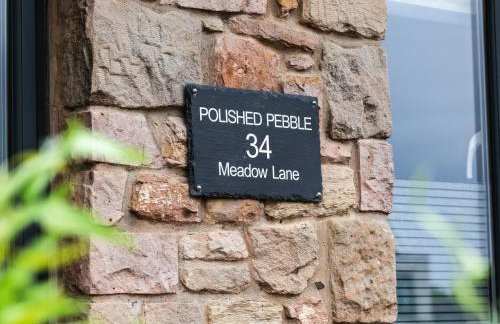 POLISHED PEBBLE
34
Meadow Lane